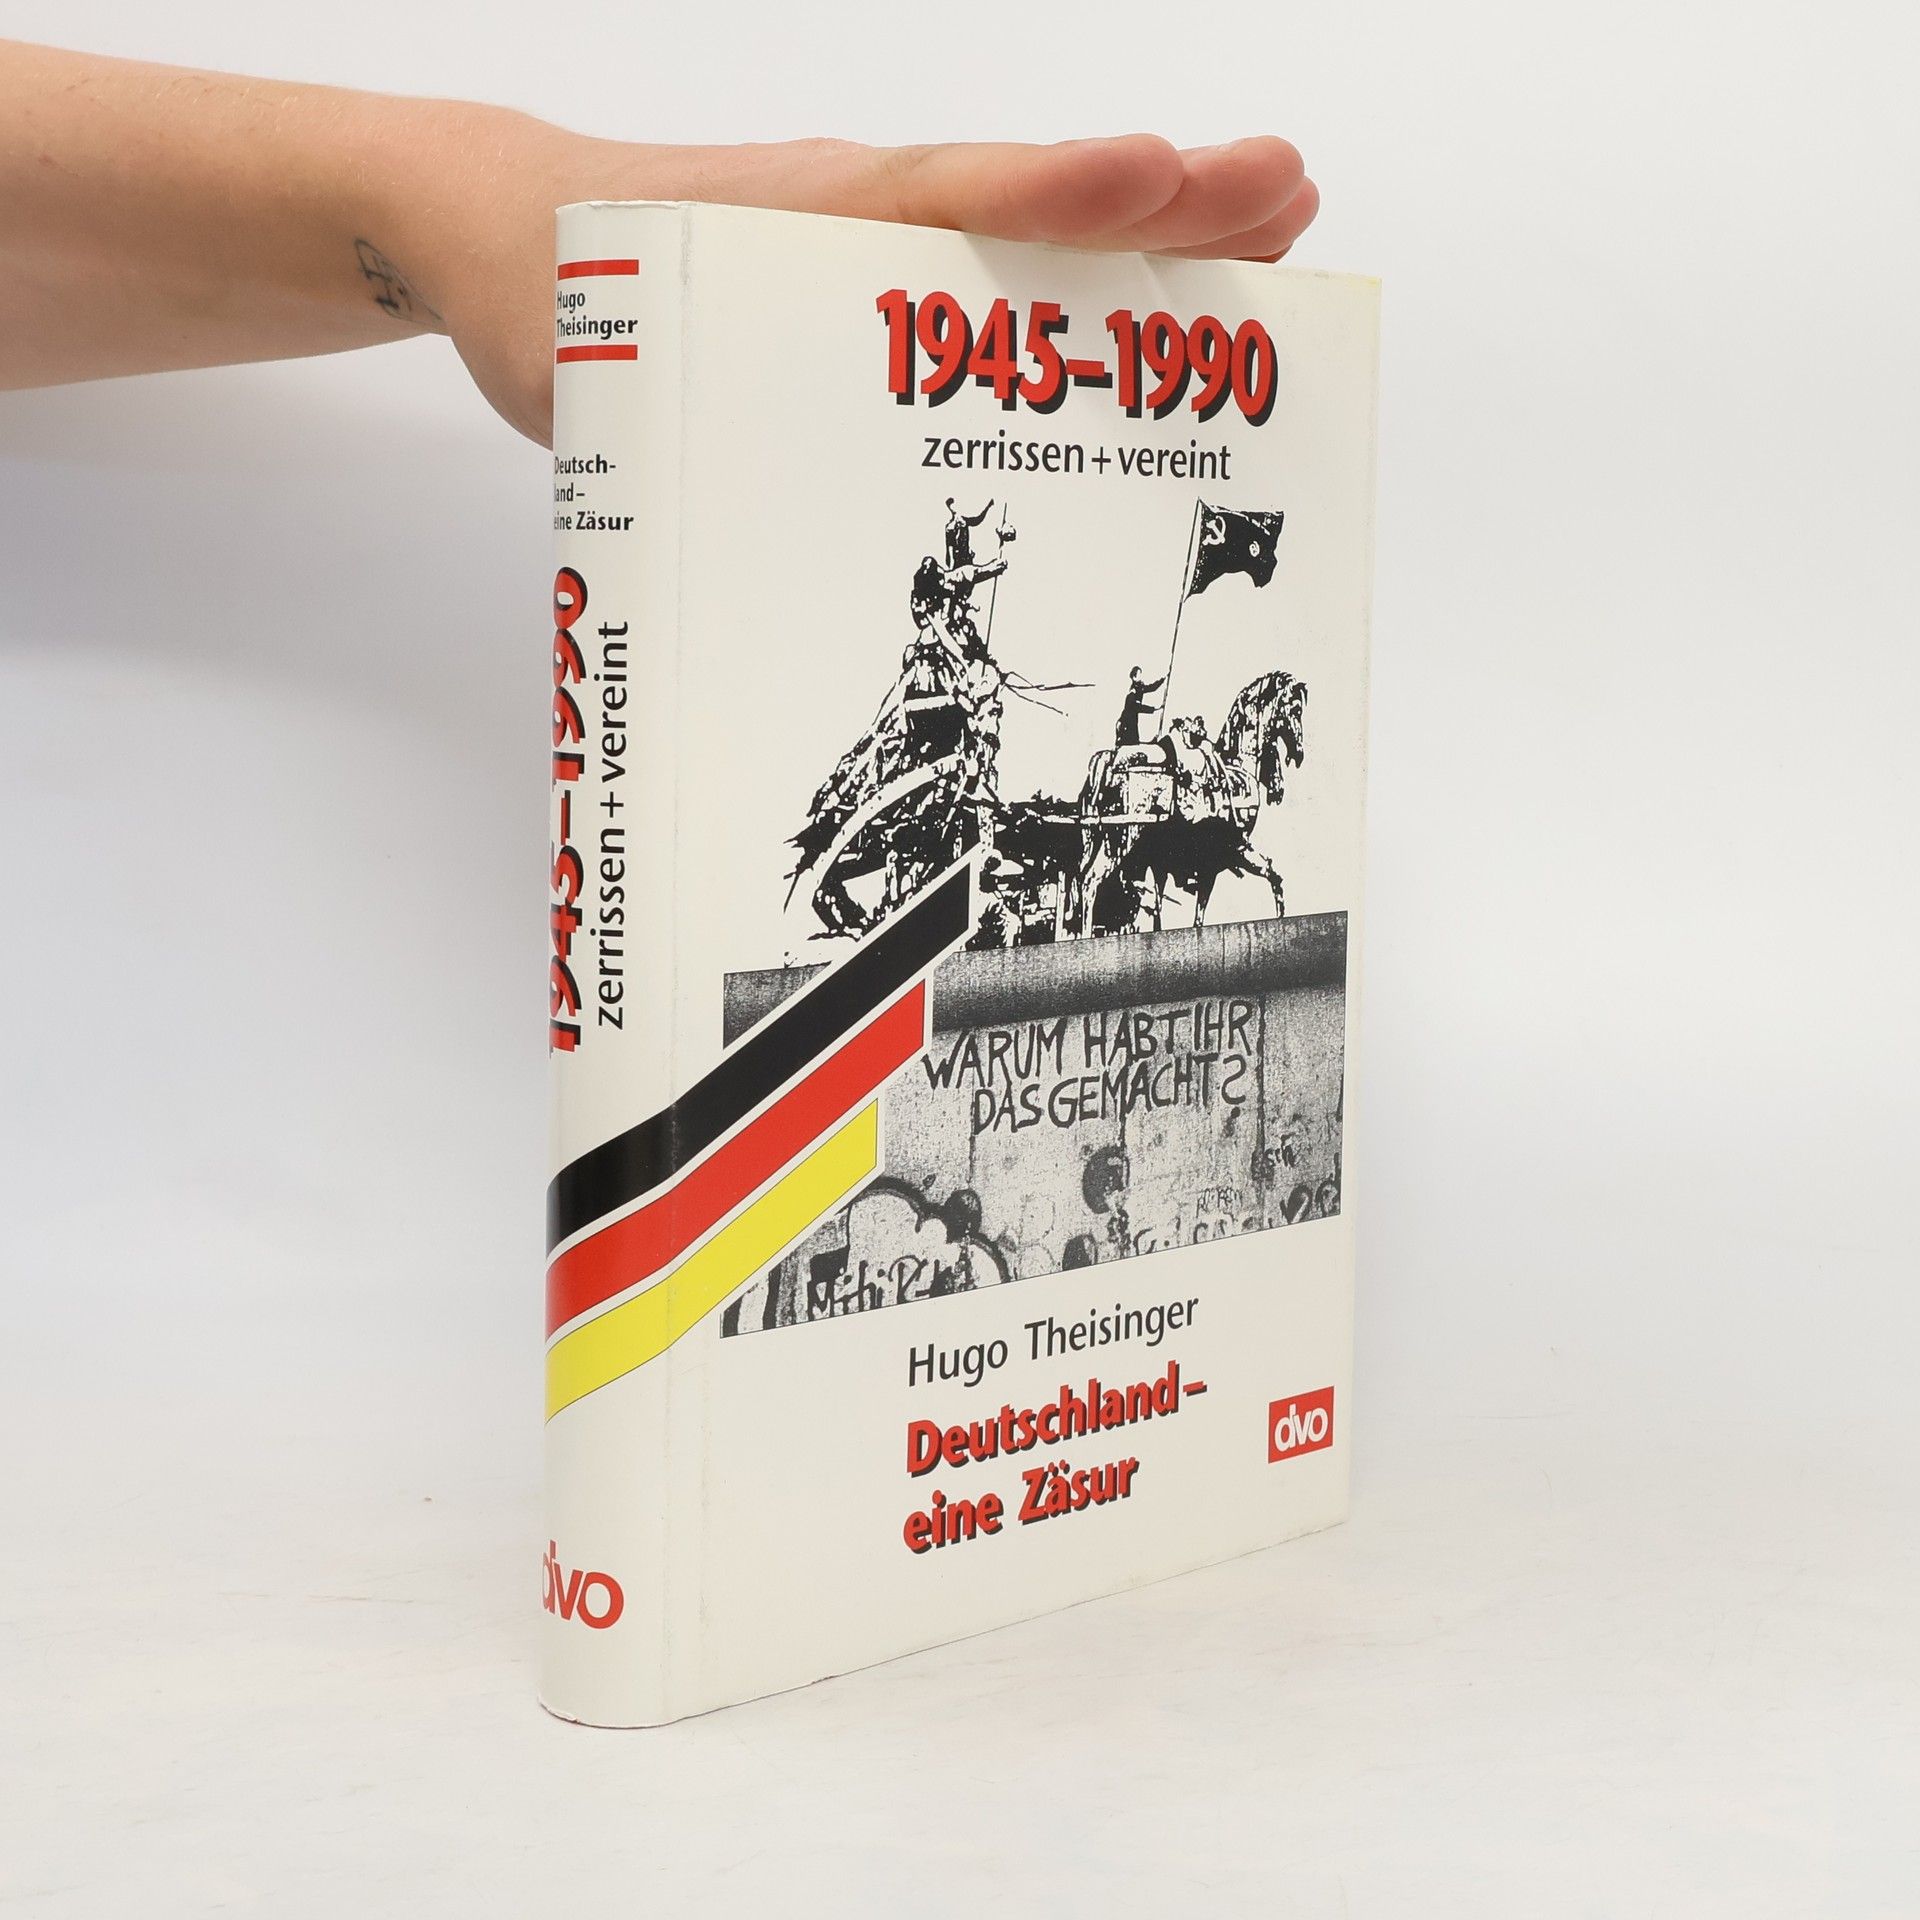 Hugo
Theisinger
Deutsch-
land-
eine Zäsur
1945-1990
zerrissen + vereint
dvo
1945-1990
zerrissen + vereint
WARUM HABT IHR
DAS GEMACHT?
Hugo Theisinger
Deutschland-
eine Zäsur
dvo